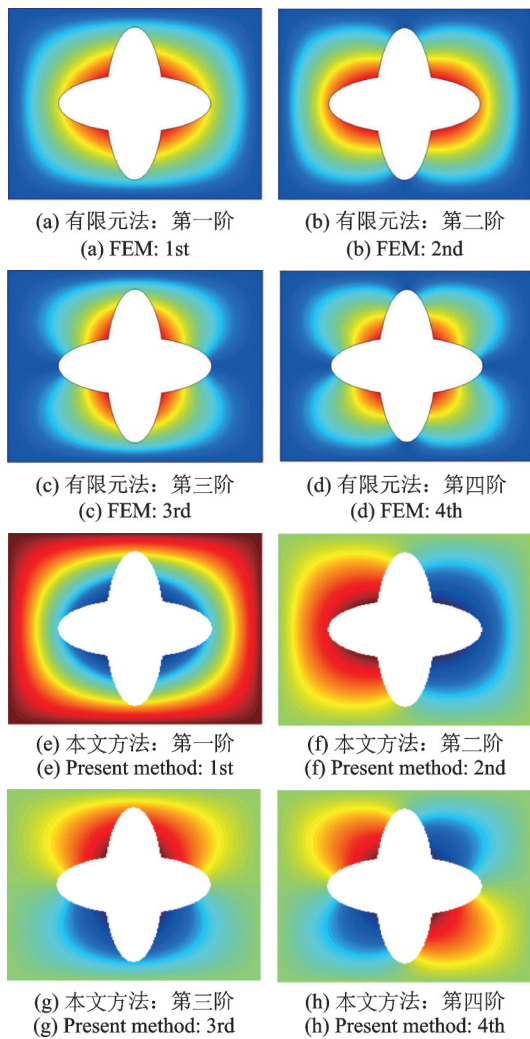 (a) 有限元法：第一阶
(a) FEM: 1st
(b) 有限元法：第二阶
(b) FEM: 2nd
(c) 有限元法：第三阶
(c) FEM: 3rd
(d) 有限元法：第四阶
(d) FEM: 4th
(e) 本文方法：第一阶
(e) Present method: 1st
(f) 本文方法：第二阶
(f) Present method: 2nd
(g) 本文方法：第三阶
(g) Present method: 3rd
(h) 本文方法：第四阶
(h) Present method: 4th